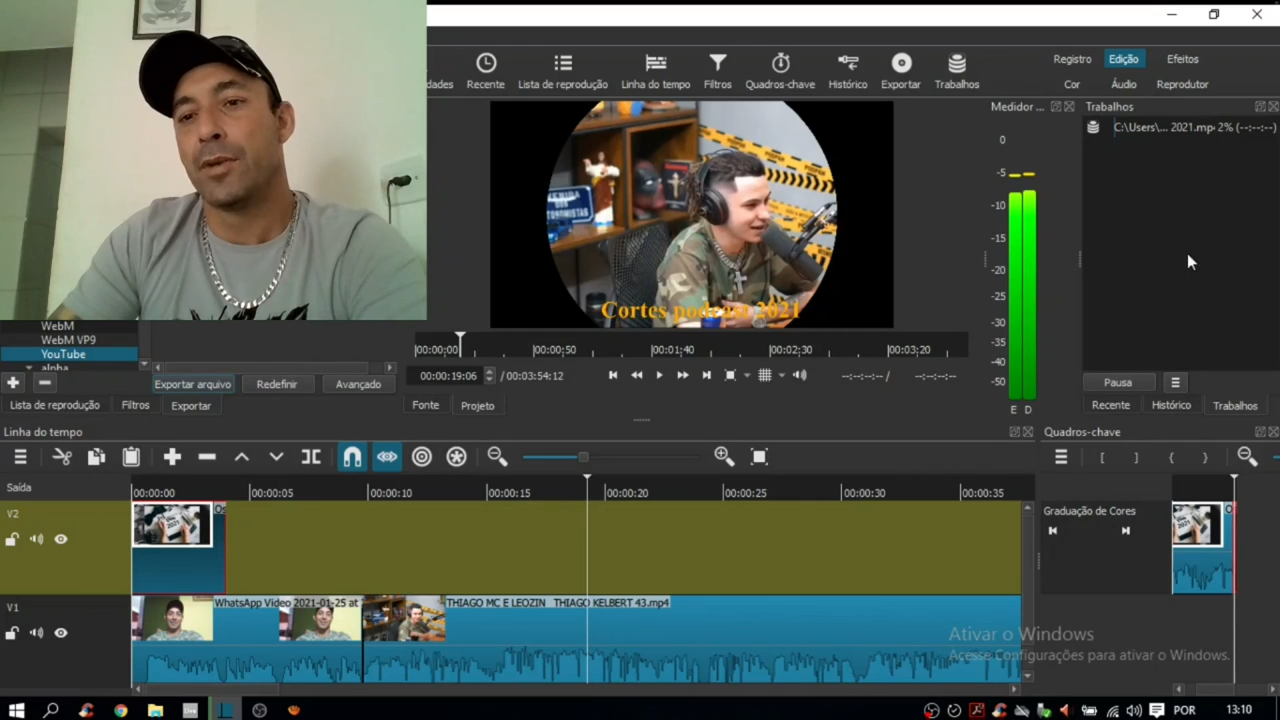 dades
Recente
Lista de reprodução
Linha do tempo
Filtros
Quadros-chave
Histórico
Exportar
Trabalhos
Registro
Edição
Efeitos
Cor
Áudio
Reprodutor
Medidor ...
Trabalhos
C:\Users\... 2021.mp· 2% (--:--:--)
0
-5
-10
-15
-20
-25
-30
-35
-40
-50
E D
Cortes podcast 2021
WebM
WebM VP9
YouTube
alpha
Exportar arquivo
Redefinir
Avançado
Lista de reprodução
Filtros
Exportar
00:00:00
00:00:50
00:01:40
00:02:30
00:03:20
00:00:19:06
/ 00:03:54:12
--:--:--:-- /
--:--:--:--
Fonte
Projeto
Pausa
Recente
Histórico
Trabalhos
Linha do tempo
Quadros-chave
Saída
00:00:00
00:00:05
00:00:10
00:00:15
00:00:20
00:00:25
00:00:30
00:00:35
V2
2021
Graduação de Cores
2021
V1
WhatsApp Video 2021-01-25 at
THIAGO MC E LEOZIN THIAGO KELBERT 43.mp4
Ativar o Windows
Acesse Configurações para ativar o Windows.
POR
13:10